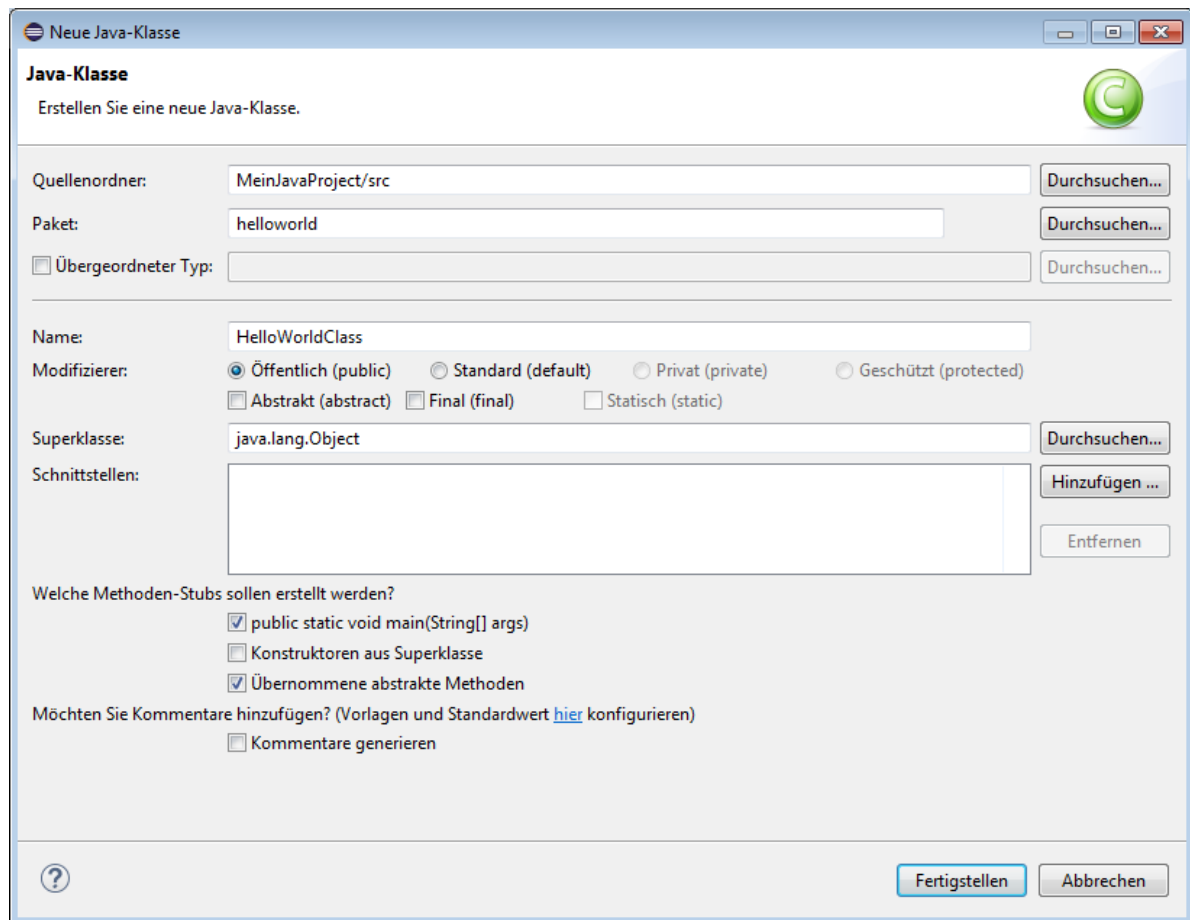 Neue Java-Klasse
Java-Klasse
Erstellen Sie eine neue Java-Klasse.
Quellenordner: MeinJavaProject/src Durchsuchen...
Paket: helloworld Durchsuchen...
Übergeordneter Typ: Durchsuchen...
Name: HelloWorldClass
Modifizierer: Öffentlich (public) Standard (default) Privat (private) Geschützt (protected)
Abstrakt (abstract) Final (final) Statisch (static)
Superklasse: java.lang.Object Durchsuchen...
Schnittstellen: Hinzufügen ...
Entfernen
Welche Methoden-Stubs sollen erstellt werden?
public static void main(String[] args)
Konstruktoren aus Superklasse
Übernommene abstrakte Methoden
Möchten Sie Kommentare hinzufügen? (Vorlagen und Standardwert hier konfigurieren)
Kommentare generieren
? Fertigstellen Abbrechen